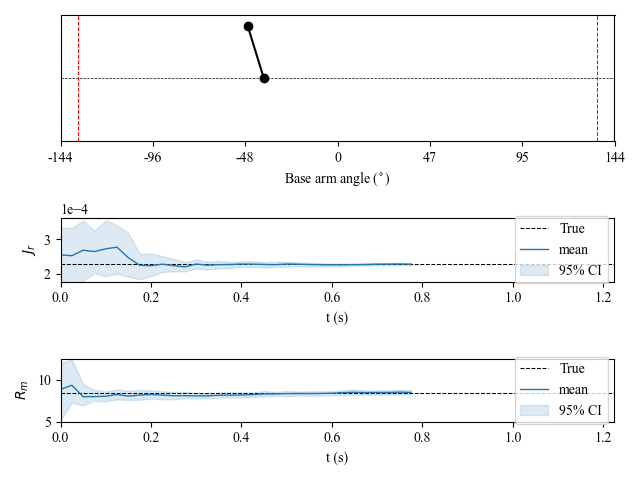 -144 -96 -48 0 47 95 144
Base arm angle (°)
1e−4
3
2
J_r
True
mean
95% CI
0.0 0.2 0.4 0.6 0.8 1.0 1.2
t (s)
10
5
R_m
True
mean
95% CI
0.0 0.2 0.4 0.6 0.8 1.0 1.2
t (s)